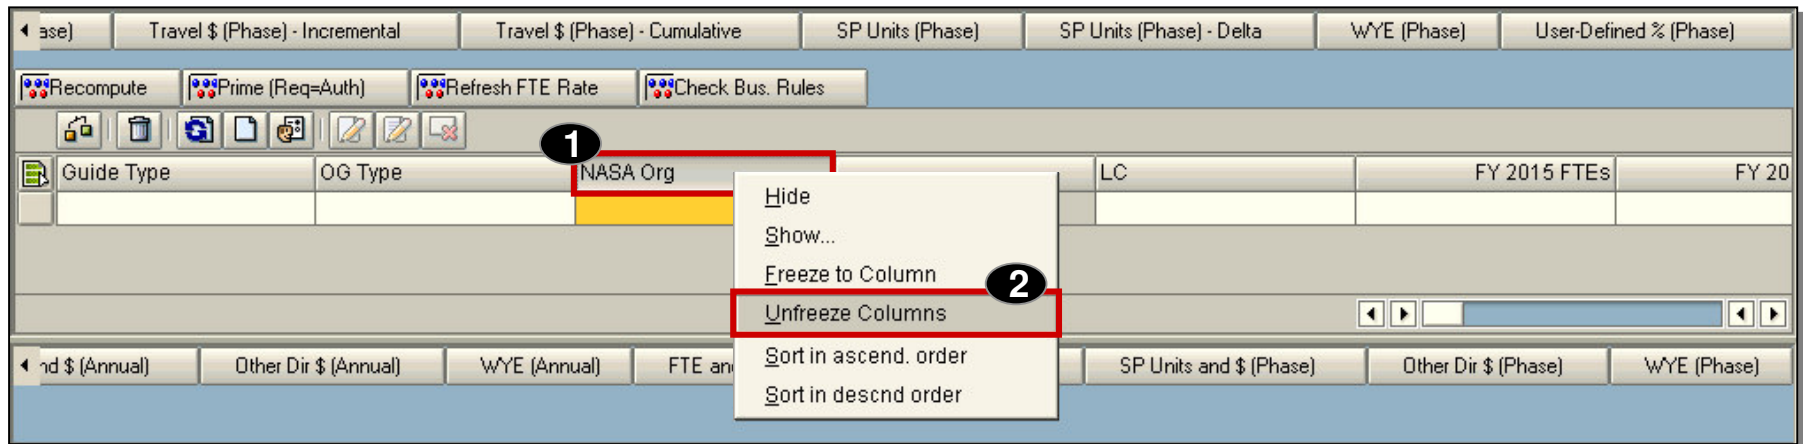 ase) Travel $ (Phase) - Incremental Travel $ (Phase) - Cumulative SP Units (Phase) SP Units (Phase) - Delta WYE (Phase) User-Defined % (Phase)
Recompute Prime (Req=Auth) Refresh FTE Rate Check Bus. Rules
1
Guide Type OG Type NASA Org LC FY 2015 FTEs FY 20
Hide
Show...
Freeze to Column
2
Unfreeze Columns
Sort in ascend. order
Sort in descnd order
nd $ (Annual) Other Dir $ (Annual) WYE (Annual) FTE an SP Units and $ (Phase) Other Dir $ (Phase) WYE (Phase)